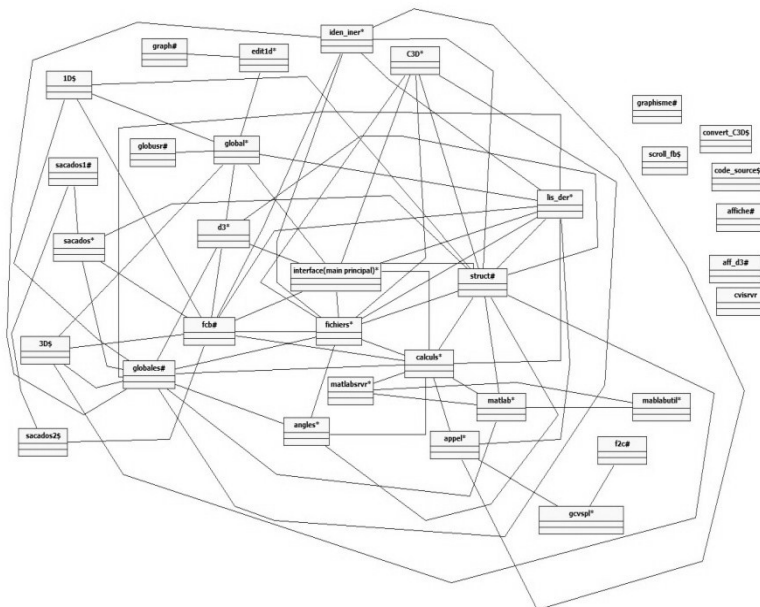 iden_iner*
graph#
edit1d*
C3D*
1D$
graphisme#
convert_C3D$
globusr#
global*
scroll_fb$
sacados1#
code_source$
lis_der*
affiche#
sacados*
d3*
interface(main principal)*
struct#
aff_d3#
cvisrvr
fcb#
fichiers*
3D$
globales#
calculs*
matlabsrvr*
matlab*
mablabutil*
sacados2$
angles*
appel*
f2c#
gcvspl*